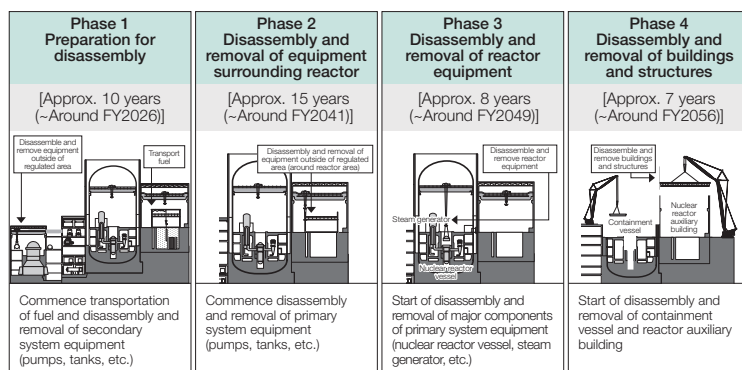 Phase 1
Preparation for
disassembly
[Approx. 10 years
(~Around FY2026)]
Disassemble and
remove equipment
outside of
regulated area
Transport
fuel
Commence transportation
of fuel and disassembly and
removal of secondary
system equipment
(pumps, tanks, etc.)
Phase 2
Disassembly and
removal of equipment
surrounding reactor
[Approx. 15 years
(~Around FY2041)]
Disassembly and removal of
equipment outside of regulated
area (around reactor area)
Commence disassembly
and removal of primary
system equipment
(pumps, tanks, etc.)
Phase 3
Disassembly and
removal of reactor
equipment
[Approx. 8 years
(~Around FY2049)]
Disassemble and
remove reactor
equipment
Steam generator
Nuclear reactor
vessel
Start of disassembly and
removal of major components
of primary system equipment
(nuclear reactor vessel, steam
generator, etc.)
Phase 4
Disassembly and
removal of buildings
and structures
[Approx. 7 years
(~Around FY2056)]
Disassemble and
remove buildings
and structures
Containment
vessel
Nuclear
reactor
auxiliary
building
Start of disassembly and
removal of containment
vessel and reactor auxiliary
building